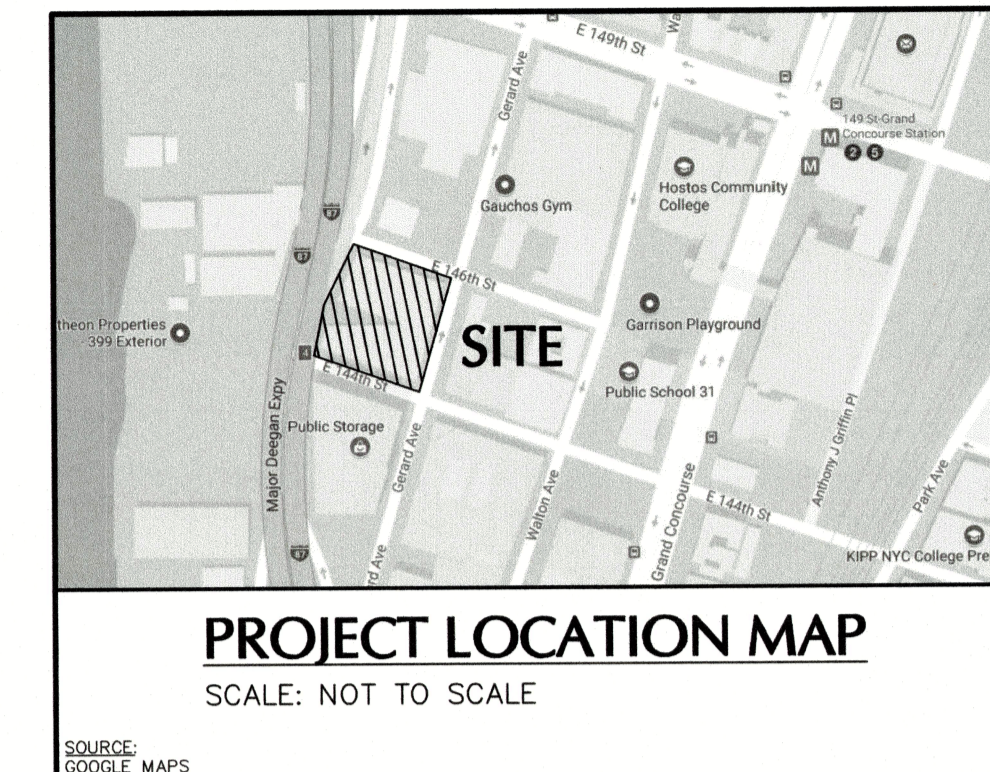 E 149th St
Wa
Gerard Ave
149 St-Grand
Concourse Station
M
M
2 5
Hostos Community
College
Gauchos Gym
87
87
E 146th St
theon Properties
399 Exterior
SITE
Garrison Playground
4
E 144th St
Public School 31
Major Deegan Expy
Public Storage
Gerard Ave
Walton Ave
Grand Concourse
Anthony J Griffin Pl
Park Ave
E 144th St
87
rd Ave
KIPP NYC College Pre
PROJECT LOCATION MAP
SCALE: NOT TO SCALE
SOURCE:
GOOGLE MAPS